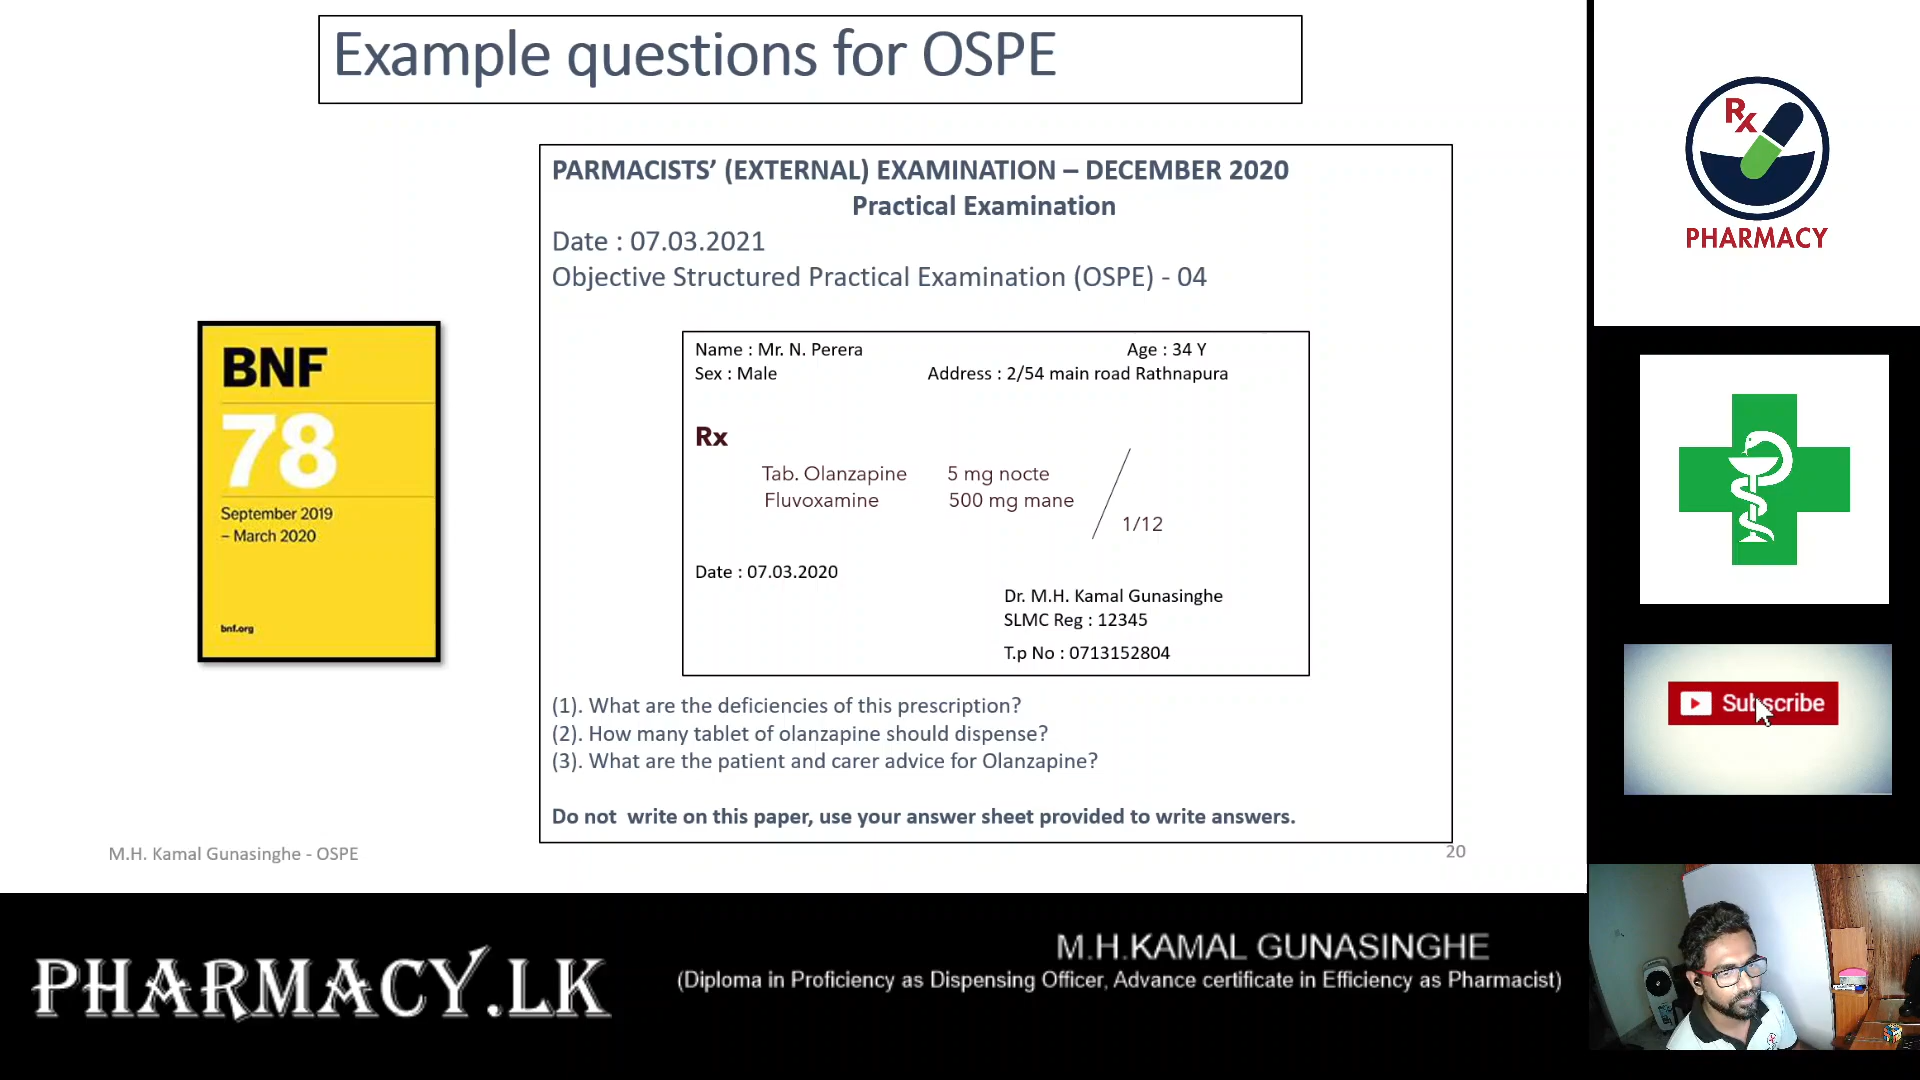 Example questions for OSPE
PARMACISTS’ (EXTERNAL) EXAMINATION – DECEMBER 2020
Practical Examination
Date : 07.03.2021
Objective Structured Practical Examination (OSPE) - 04
Name : Mr. N. Perera Age : 34 Y
Sex : Male Address : 2/54 main road Rathnapura
Rx
Tab. Olanzapine 5 mg nocte
Fluvoxamine 500 mg mane
1/12
Date : 07.03.2020
Dr. M.H. Kamal Gunasinghe
SLMC Reg : 12345
T.p No : 0713152804
(1). What are the deficiencies of this prescription?
(2). How many tablet of olanzapine should dispense?
(3). What are the patient and carer advice for Olanzapine?
Do not write on this paper, use your answer sheet provided to write answers.
BNF
78
September 2019
– March 2020
bnf.org
M.H. Kamal Gunasinghe - OSPE
20
Rx
PHARMACY
Subscribe
PHARMACY.LK
M.H.KAMAL GUNASINGHE
(Diploma in Proficiency as Dispensing Officer, Advance certificate in Efficiency as Pharmacist)